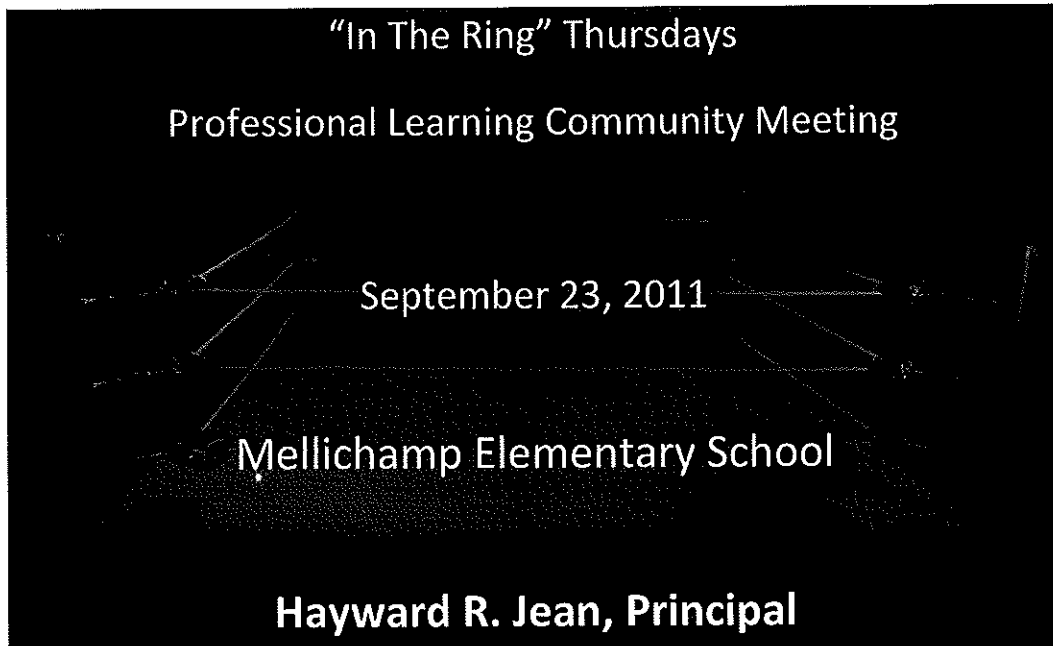 “In The Ring” Thursdays
Professional Learning Community Meeting
September 23, 2011
Mellichamp Elementary School
Hayward R. Jean, Principal